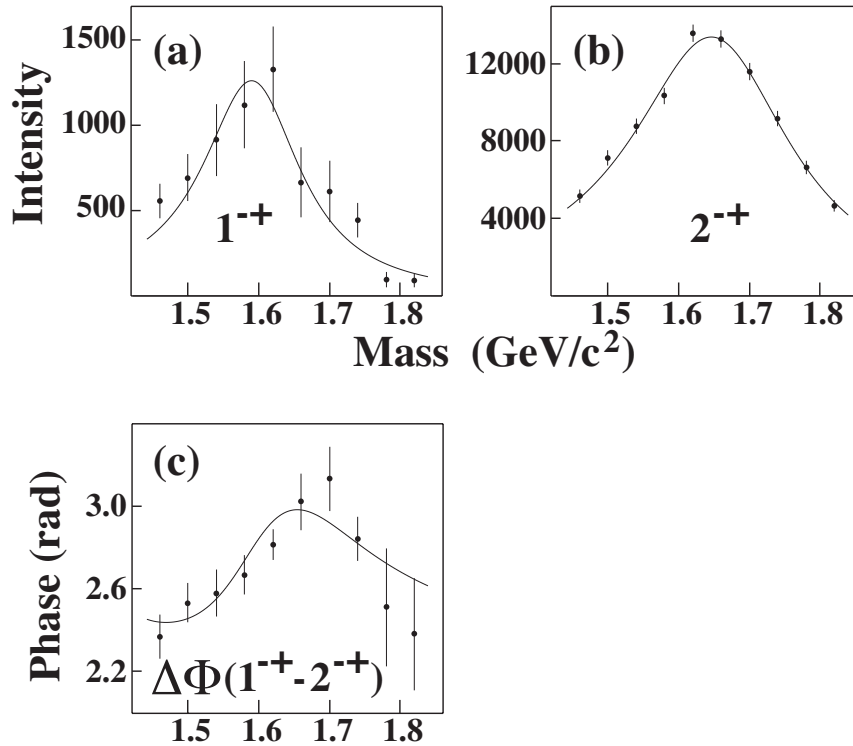 (a)
1500
1000
500
Intensity
1⁻⁺
1.5 1.6 1.7 1.8
(b)
12000
8000
4000
2⁻⁺
1.5 1.6 1.7 1.8
Mass (GeV/c²)
(c)
3.0
2.6
2.2
Phase (rad)
ΔΦ(1⁻⁺-2⁻⁺)
1.5 1.6 1.7 1.8